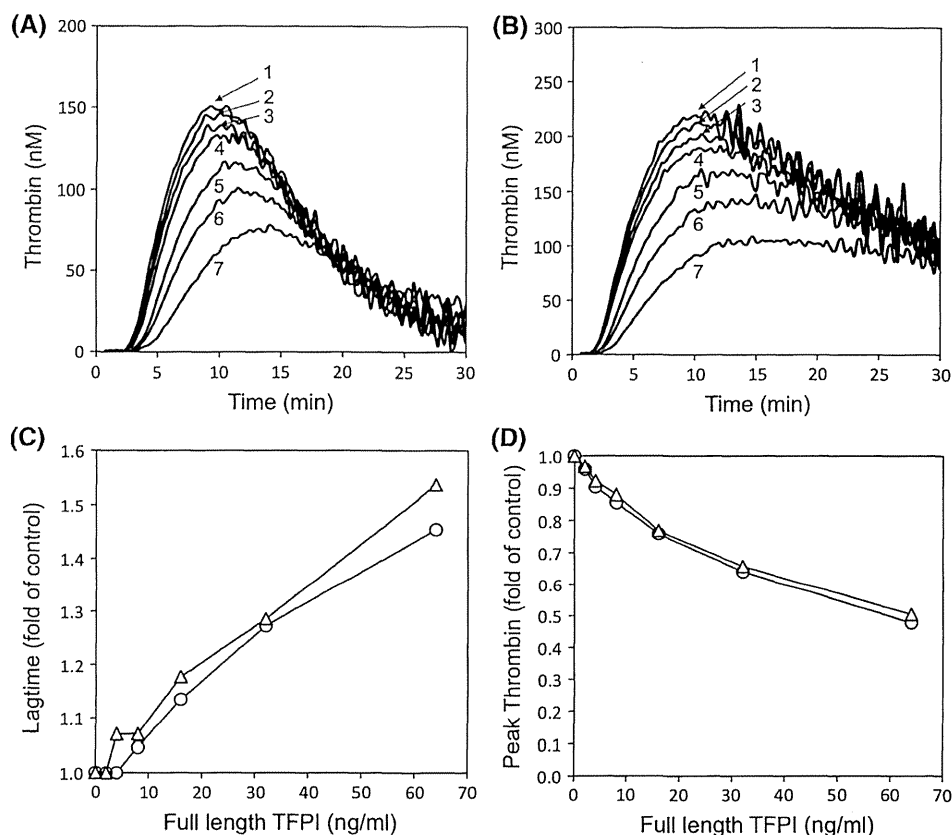 (A)
200
150
100
50
0
Thrombin (nM)
1
2
3
4
5
6
7
0 5 10 15 20 25 30
Time (min)
(B)
300
250
200
150
100
50
0
Thrombin (nM)
1
2
3
4
5
6
7
0 5 10 15 20 25 30
Time (min)
(C)
1.6
1.5
1.4
1.3
1.2
1.1
1.0
Lagtime (fold of control)
0 10 20 30 40 50 60 70
Full length TFPI (ng/ml)
(D)
1.0
0.9
0.8
0.7
0.6
0.5
0.4
0.3
0.2
0.1
0.0
Peak Thrombin (fold of control)
0 10 20 30 40 50 60 70
Full length TFPI (ng/ml)